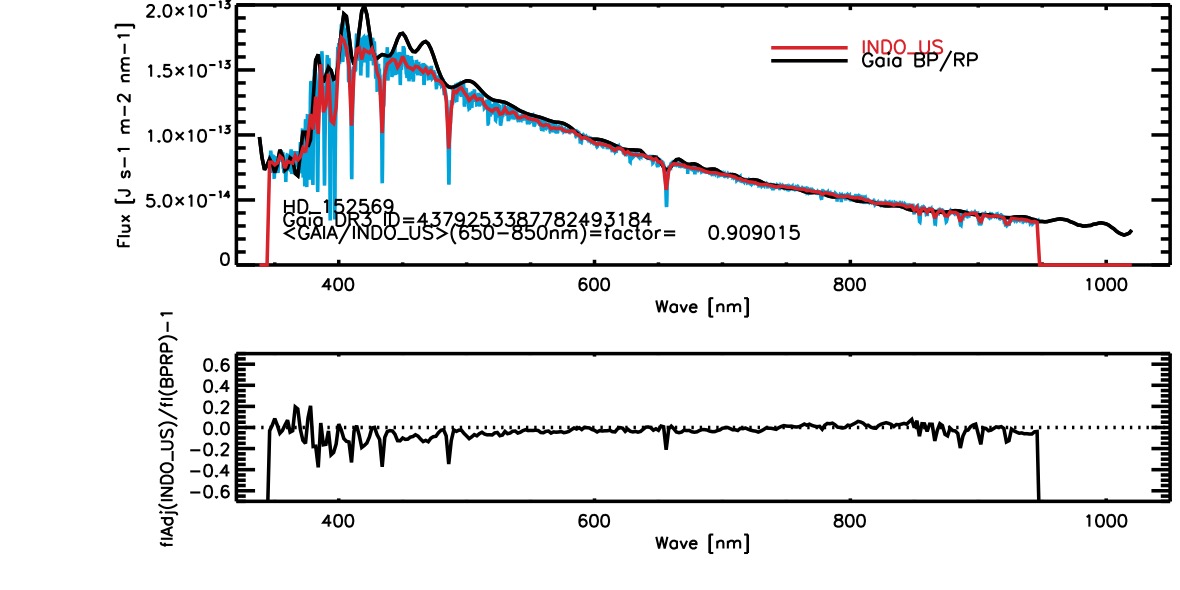 2.0×10−13
1.5×10−13
1.0×10−13
5.0×10−14
0
Flux [J s−1 m−2 nm−1]
INDO_US
Gaia BP/RP
HD_152569
Gaia DR3 ID=4379253387782493184
<GAIA/INDO_US>(650−850nm)=factor= 0.909015
400 600 800 1000
Wave [nm]
0.6
0.4
0.2
0.0
−0.2
−0.4
−0.6
flAdj(INDO_US)/fl(BPRP)−1
400 600 800 1000
Wave [nm]